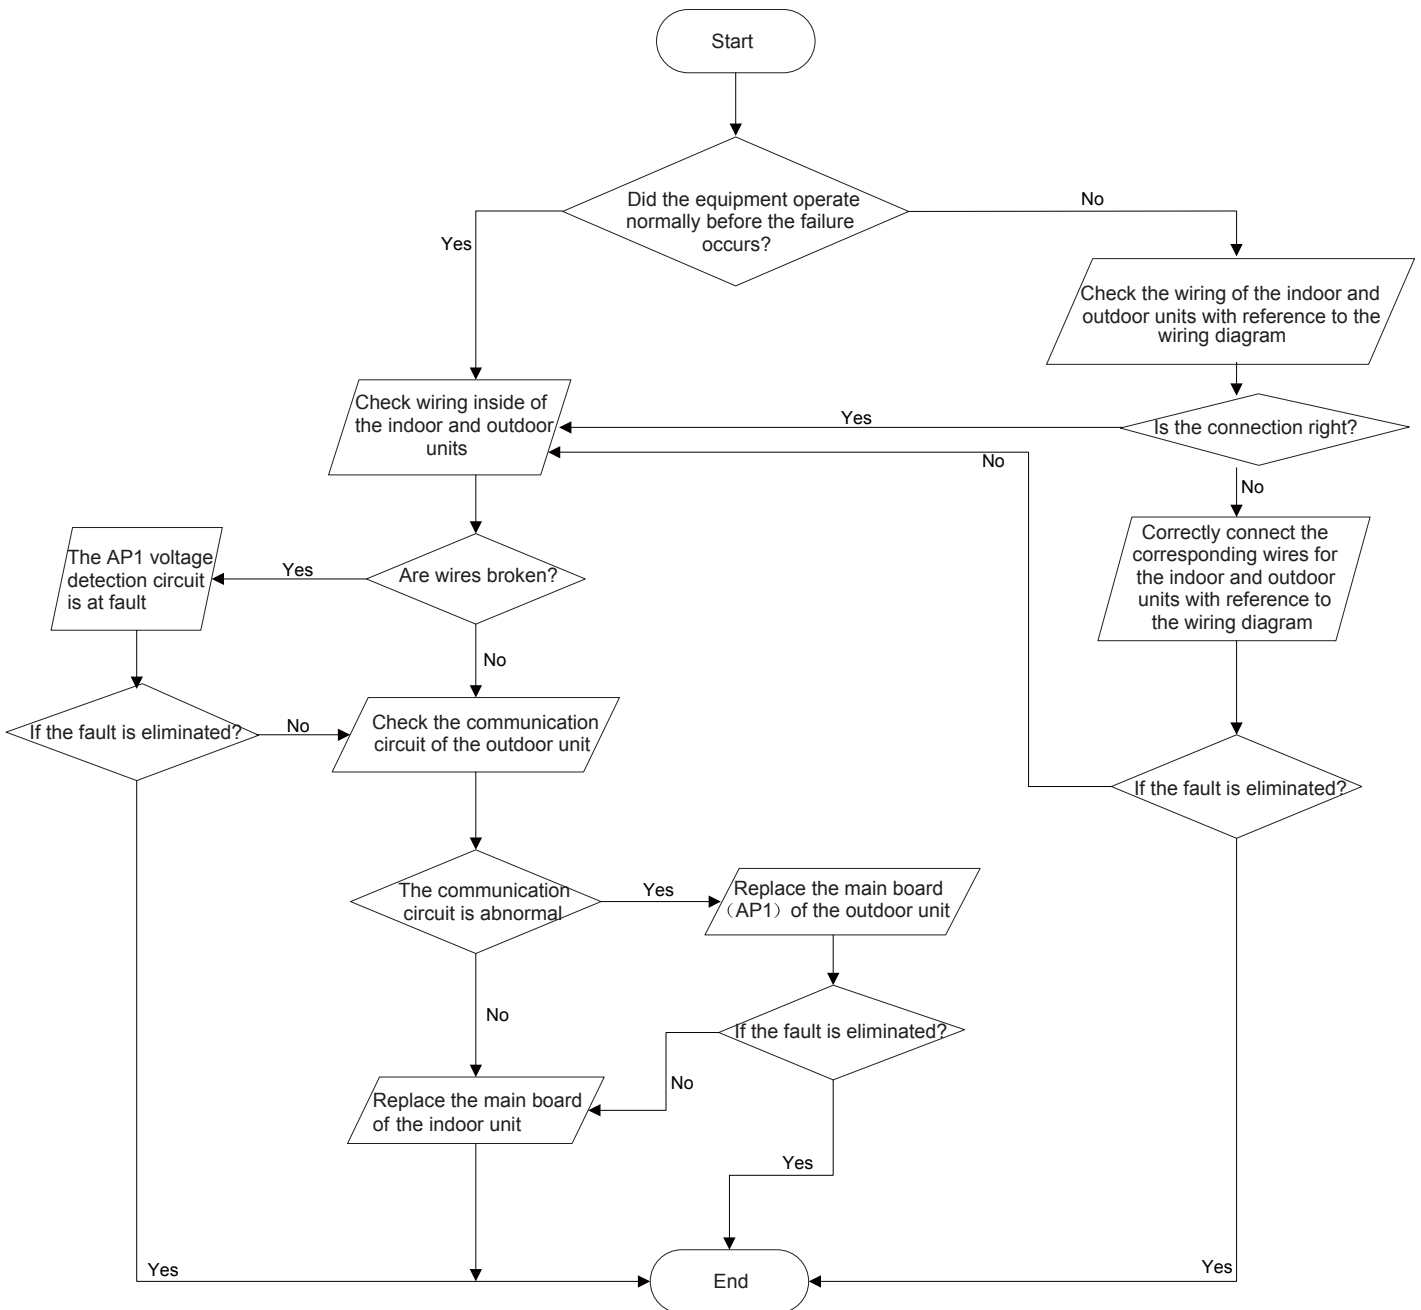 Start
Did the equipment operate
normally before the failure
occurs?
Yes
No
Check the wiring of the indoor and
outdoor units with reference to the
wiring diagram
Check wiring inside of
the indoor and outdoor
units
Yes
Is the connection right?
No
No
Correctly connect the
corresponding wires for
the indoor and outdoor
units with reference to
the wiring diagram
The AP1 voltage
detection circuit
is at fault
Yes
Are wires broken?
No
If the fault is eliminated?
No
Check the communication
circuit of the outdoor unit
If the fault is eliminated?
The communication
circuit is abnormal
Yes
Replace the main board
（AP1）of the outdoor unit
No
If the fault is eliminated?
No
Replace the main board
of the indoor unit
Yes
Yes
End
Yes